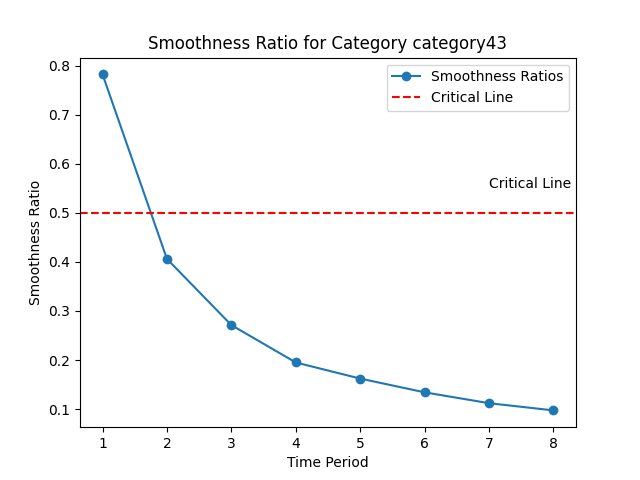 Smoothness Ratio for Category category43
Smoothness Ratios
Critical Line
Critical Line
Smoothness Ratio
0.8
0.7
0.6
0.5
0.4
0.3
0.2
0.1
1 2 3 4 5 6 7 8
Time Period